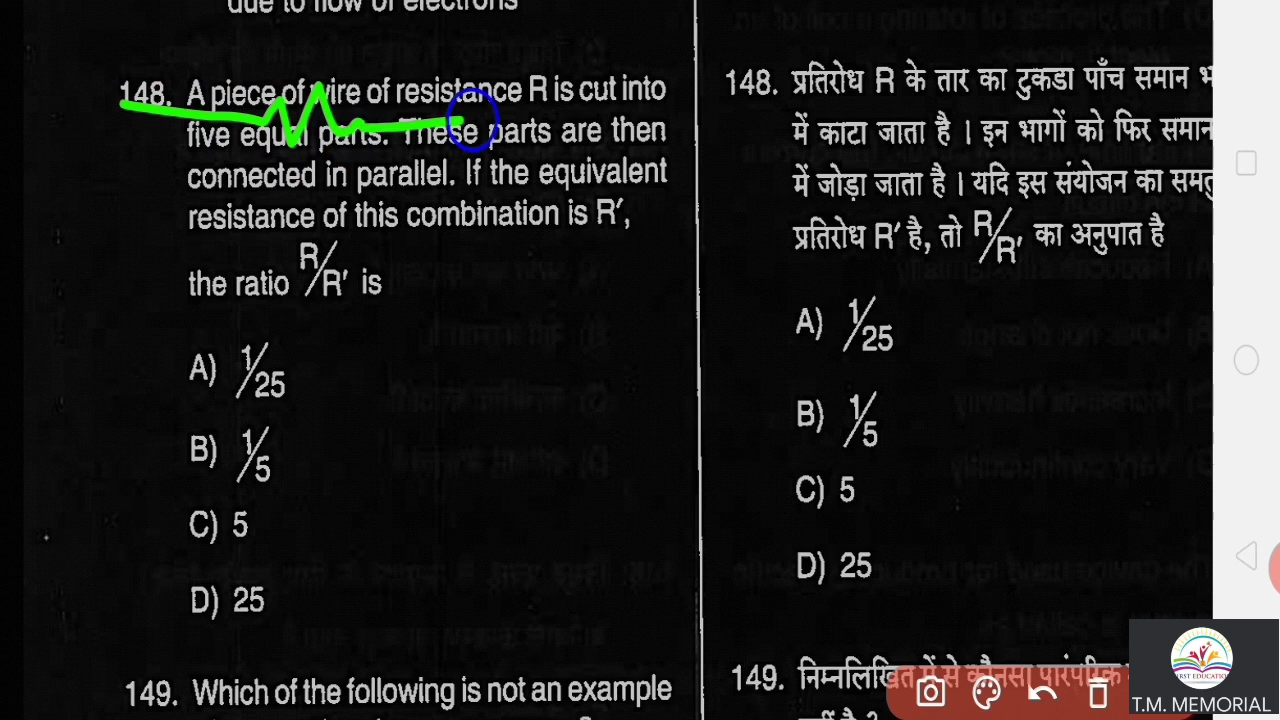 due to flow of electrons
148. A piece of wire of resistance R is cut into
five equal parts. These parts are then
connected in parallel. If the equivalent
resistance of this combination is R′,
the ratio R/R′ is
A) 1/25
B) 1/5
C) 5
D) 25
149. Which of the following is not an example
148. प्रतिरोध R के तार का टुकडा पाँच समान
में काटा जाता है । इन भागों को फिर समान
में जोड़ा जाता है । यदि इस संयोजन का
प्रतिरोध R′ है, तो R/R′ का अनुपात है
A) 1/25
B) 1/5
C) 5
D) 25
149. निम्नलिखित में से कौनसा पारंपरिक
T.M. MEMORIAL